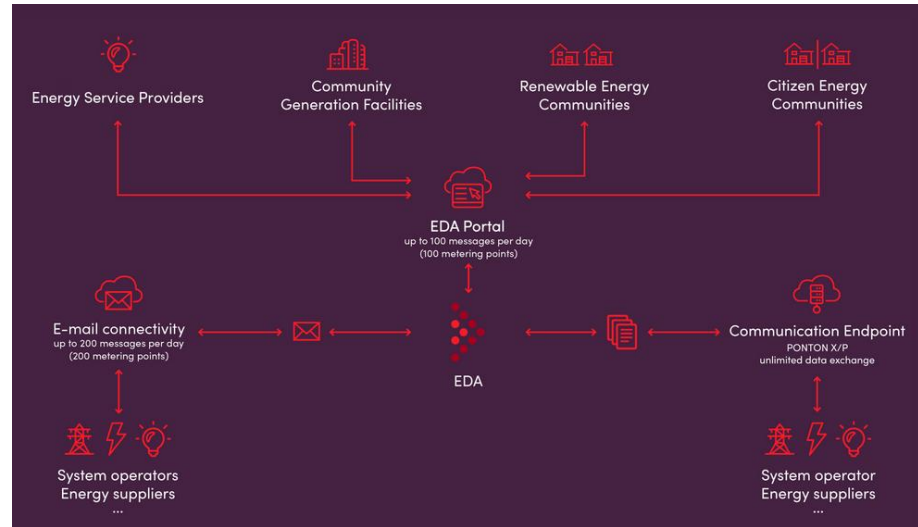 Energy Service Providers
Community
Generation Facilities
Renewable Energy
Communities
Citizen Energy
Communities
EDA Portal
up to 100 messages per day
(100 metering points)
E-mail connectivity
up to 200 messages per day
(200 metering points)
EDA
Communication Endpoint
PONTON X/P
unlimited data exchange
System operators
Energy suppliers
...
System operator
Energy suppliers
...